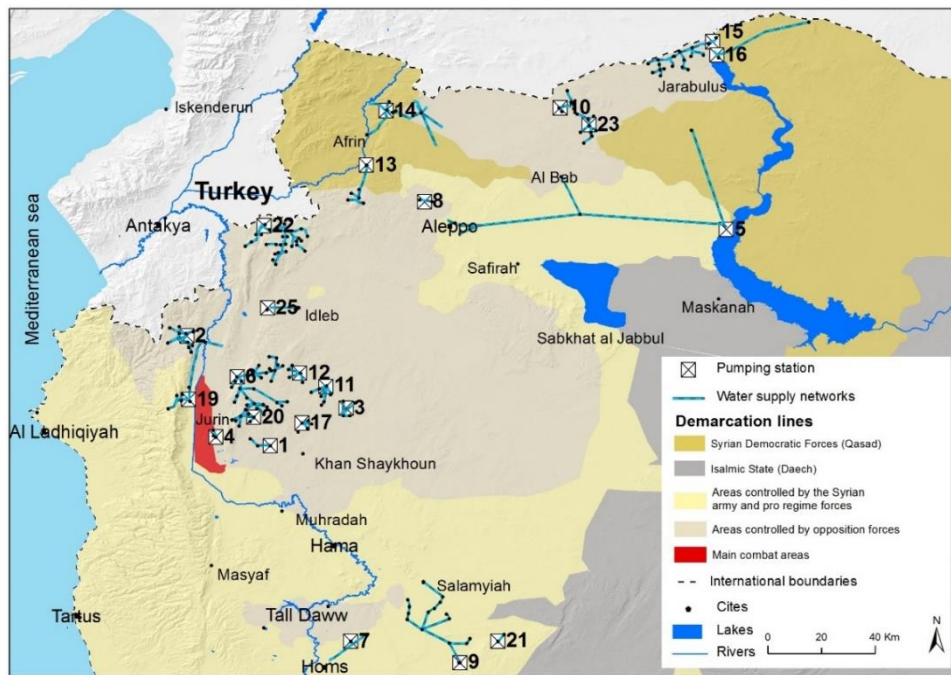 15
16
Jarabulus
Iskenderun
14
10
23
Afrin
13
Al Bab
Turkey
8
Antakya
22
Aleppo
5
Safirah
Mediterranean sea
Maskanah
25
Idleb
Sabkhat al Jabbul
2
12
6
11
19
3
Jurin
20
17
Al Ladhiqiyah
4
1
Khan Shaykhoun
Muhradah
Hama
Masyaf
Salamyiah
Tartus
Tall Daww
7
21
Homs
9
Pumping station
Water supply networks
Demarcation lines
Syrian Democratic Forces (Qasad)
Isalmic State (Daech)
Areas controlled by the Syrian
army and pro regime forces
Areas controlled by opposition forces
Main combat areas
International boundaries
Cites
Lakes
Rivers
0 20 40 Km
N